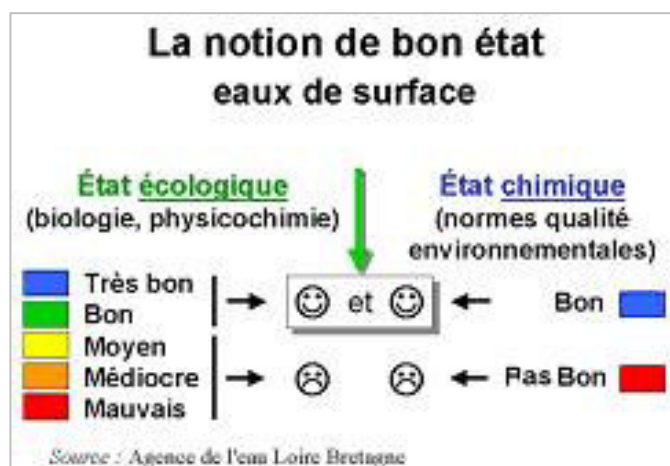 La notion de bon état
eaux de surface
État écologique
(biologie, physicochimie)
État chimique
(normes qualité
environnementales)
Très bon
Bon
Moyen
Médiocre
Mauvais
et
Bon
Pas Bon
Source : Agence de l'eau Loire Bretagne